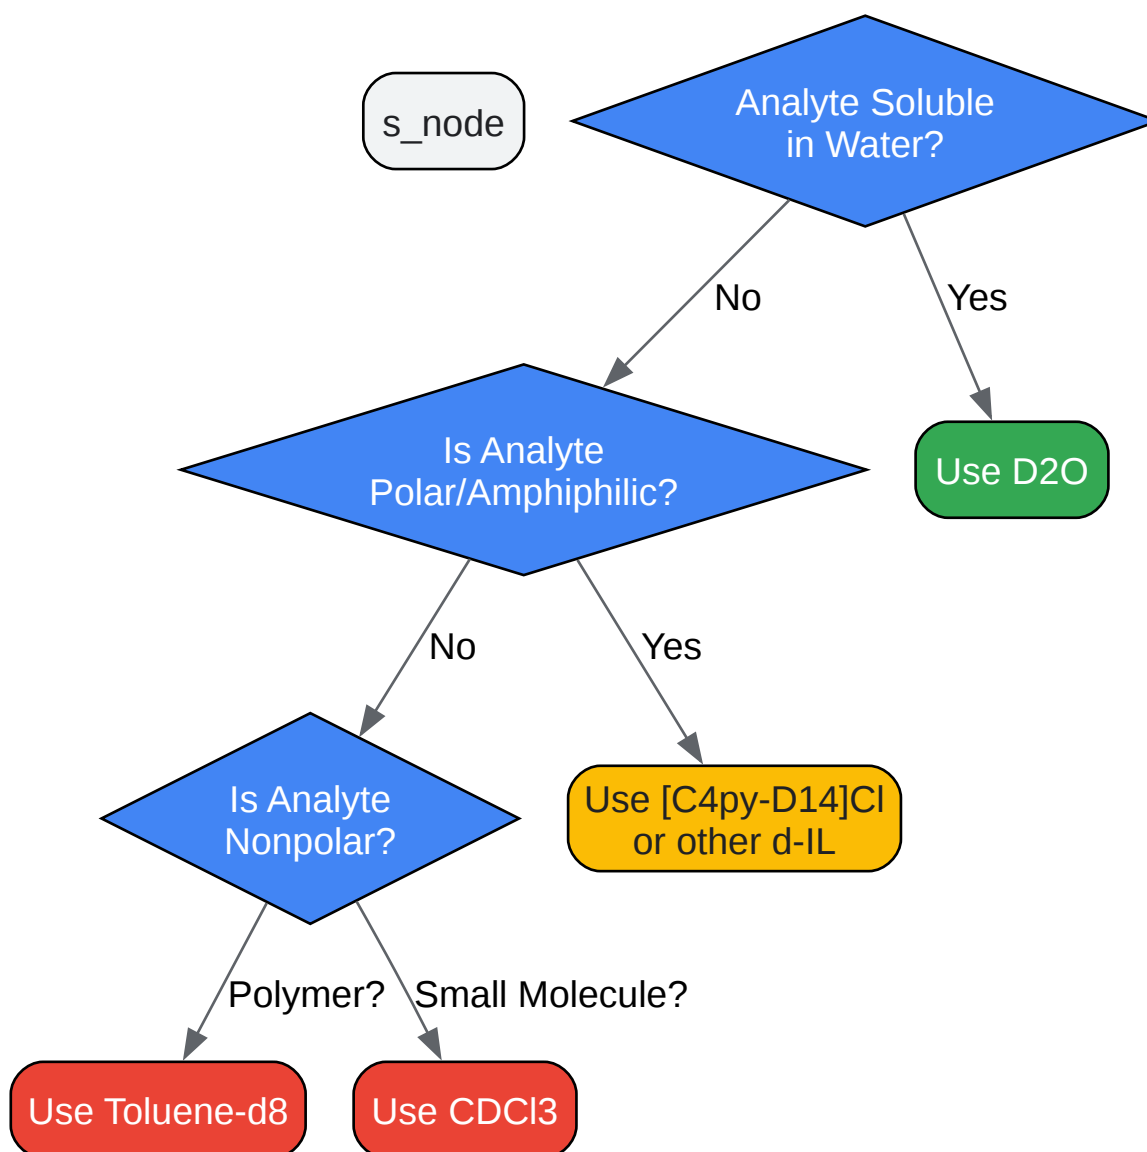 s_node
Analyte Soluble
in Water?
No
Yes
Is Analyte
Polar/Amphiphilic?
Use D2O
No
Yes
Is Analyte
Nonpolar?
Use [C4py-D14]Cl
or other d-IL
Polymer?
Small Molecule?
Use Toluene-d8
Use CDCl3